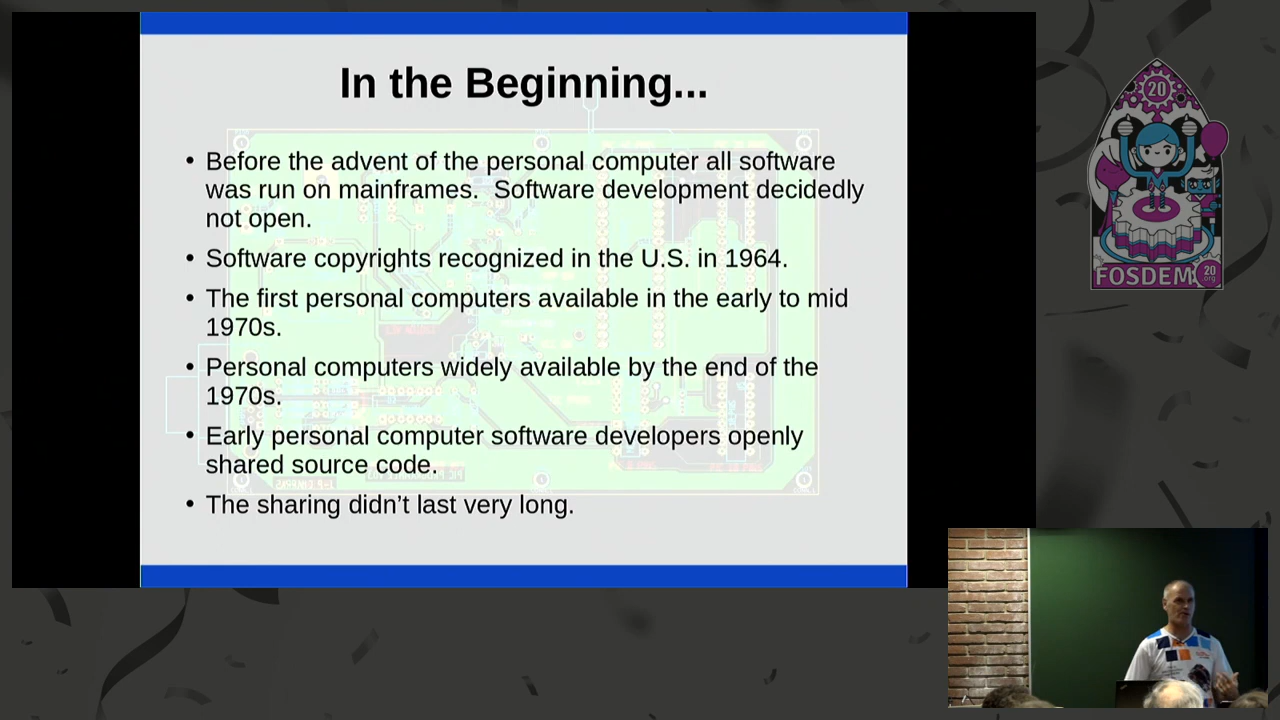 In the Beginning...
• Before the advent of the personal computer all software
was run on mainframes.  Software development decidedly
not open.
• Software copyrights recognized in the U.S. in 1964.
• The first personal computers available in the early to mid
1970s.
• Personal computers widely available by the end of the
1970s.
• Early personal computer software developers openly
shared source code.
• The sharing didn’t last very long.
20
FOSDEM
20
.org